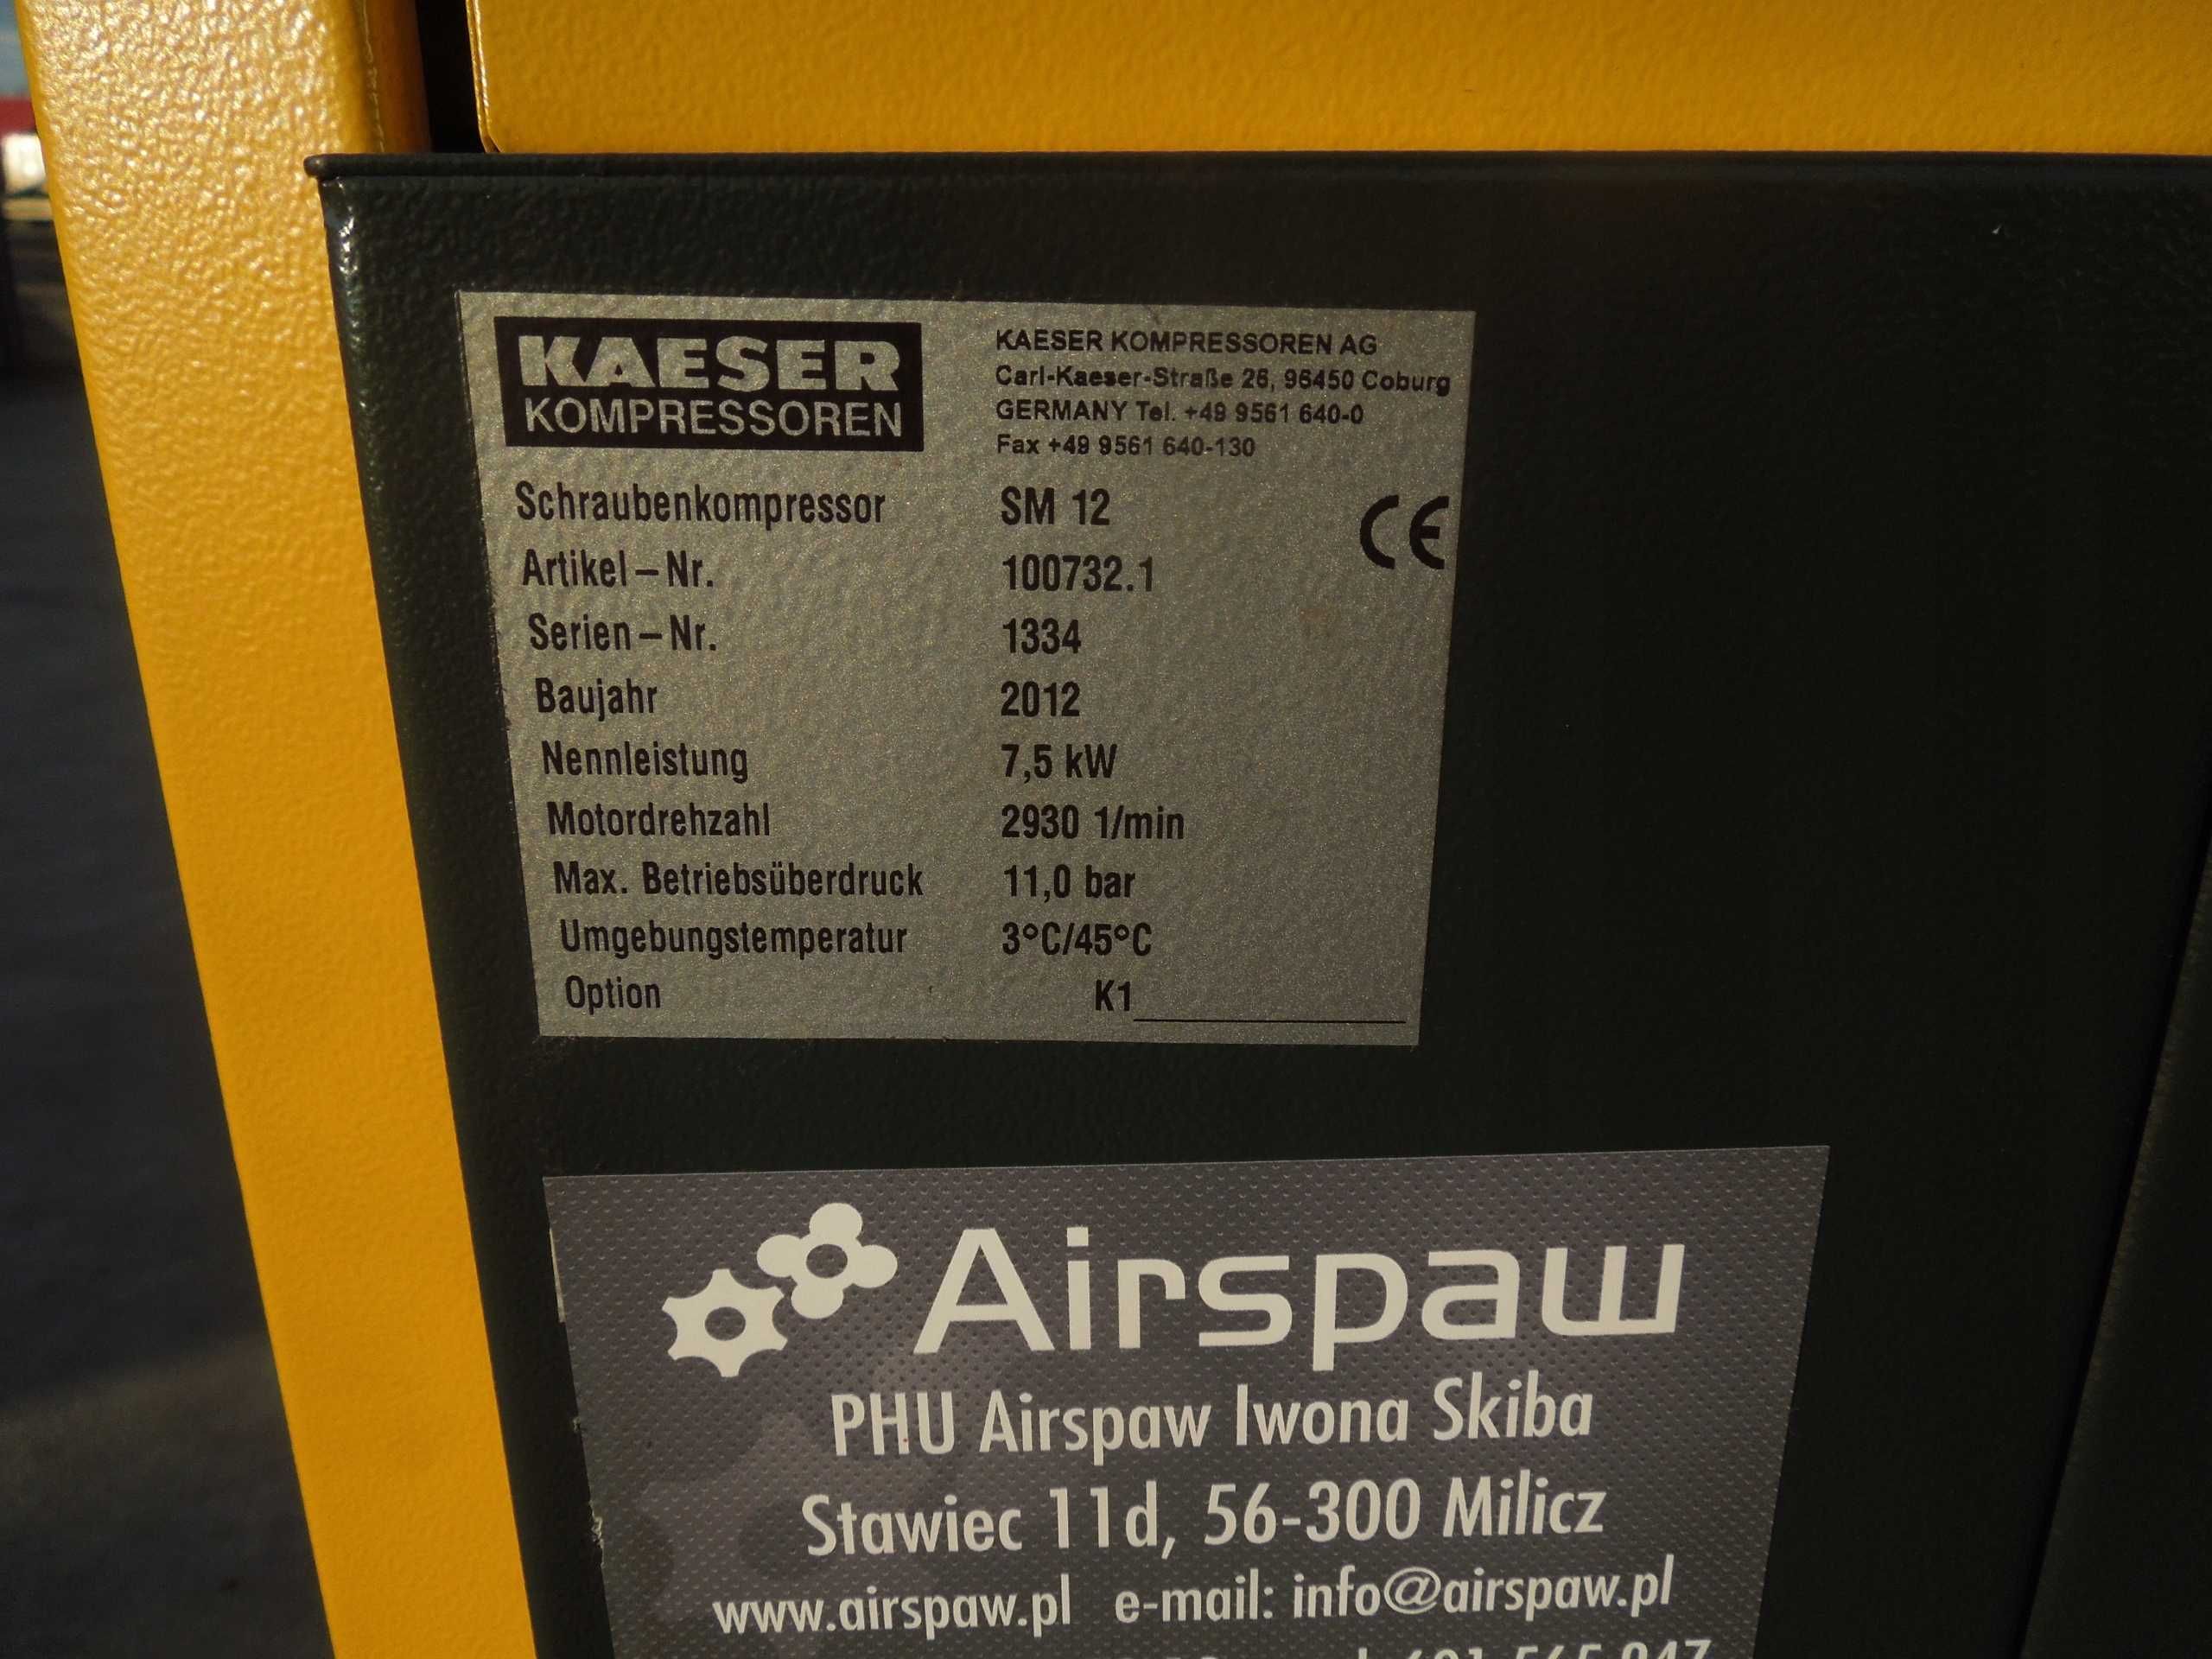 KAESER
KOMPRESSOREN
KAESER KOMPRESSOREN AG
Carl-Kaeser-Straße 26, 96450 Coburg
GERMANY Tel. +49 9561 640-0
Fax +49 9561 640-130
Schraubenkompressor SM 12
CE
Artikel – Nr. 100732.1
Serien – Nr. 1334
Baujahr 2012
Nennleistung 7,5 kW
Motordrehzahl 2930 1/min
Max. Betriebsüberdruck 11,0 bar
Umgebungstemperatur 3°C/45°C
Option K1
Airspaw
PHU Airspaw Iwona Skiba
Stawiec 11d, 56-300 Milicz
www.airspaw.pl e-mail: info@airspaw.pl